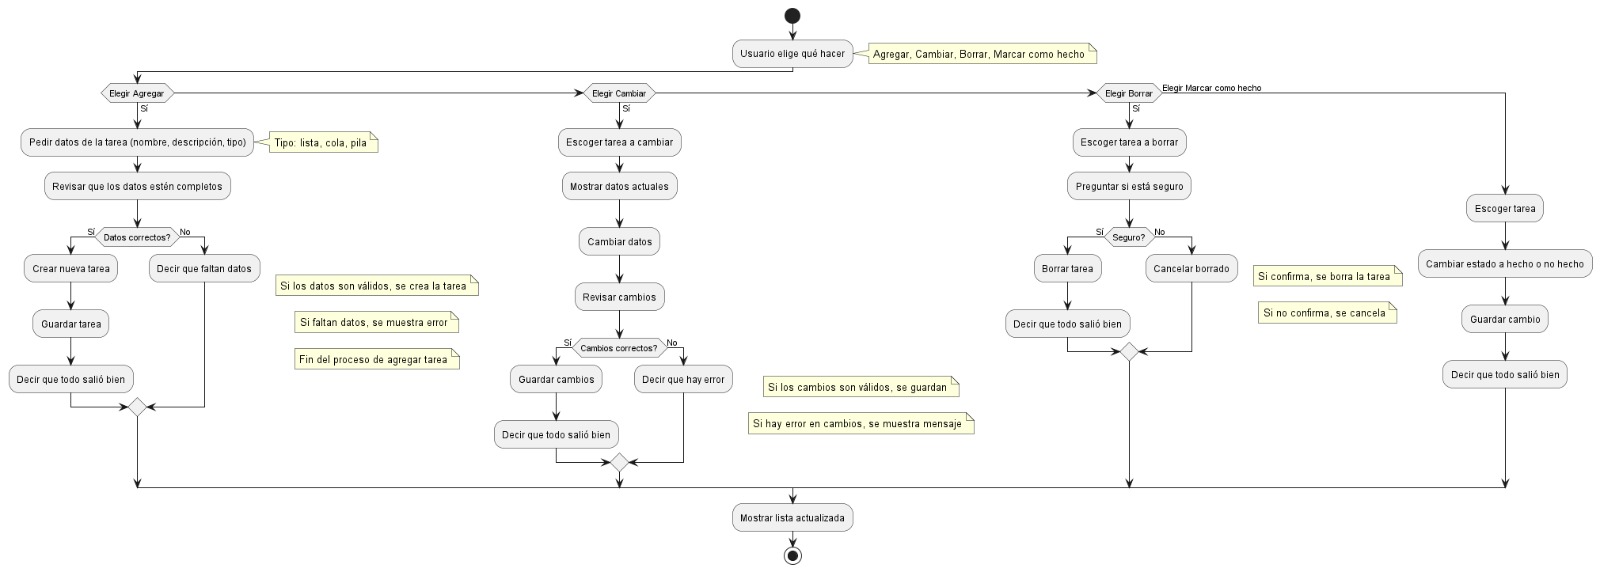 Usuario elige qué hacer
Agregar, Cambiar, Borrar, Marcar como hecho
Elegir Agregar
Sí
Pedir datos de la tarea (nombre, descripción, tipo)
Tipo: lista, cola, pila
Revisar que los datos estén completos
Datos correctos?
Sí
No
Crear nueva tarea
Decir que faltan datos
Guardar tarea
Decir que todo salió bien
Si los datos son válidos, se crea la tarea
Si faltan datos, se muestra error
Fin del proceso de agregar tarea
Elegir Cambiar
Sí
Escoger tarea a cambiar
Mostrar datos actuales
Cambiar datos
Revisar cambios
Cambios correctos?
Sí
No
Guardar cambios
Decir que hay error
Decir que todo salió bien
Si los cambios son válidos, se guardan
Si hay error en cambios, se muestra mensaje
Elegir Borrar
Sí
Escoger tarea a borrar
Preguntar si está seguro
Seguro?
Sí
No
Borrar tarea
Cancelar borrado
Decir que todo salió bien
Si confirma, se borra la tarea
Si no confirma, se cancela
Elegir Marcar como hecho
Escoger tarea
Cambiar estado a hecho o no hecho
Guardar cambio
Decir que todo salió bien
Mostrar lista actualizada